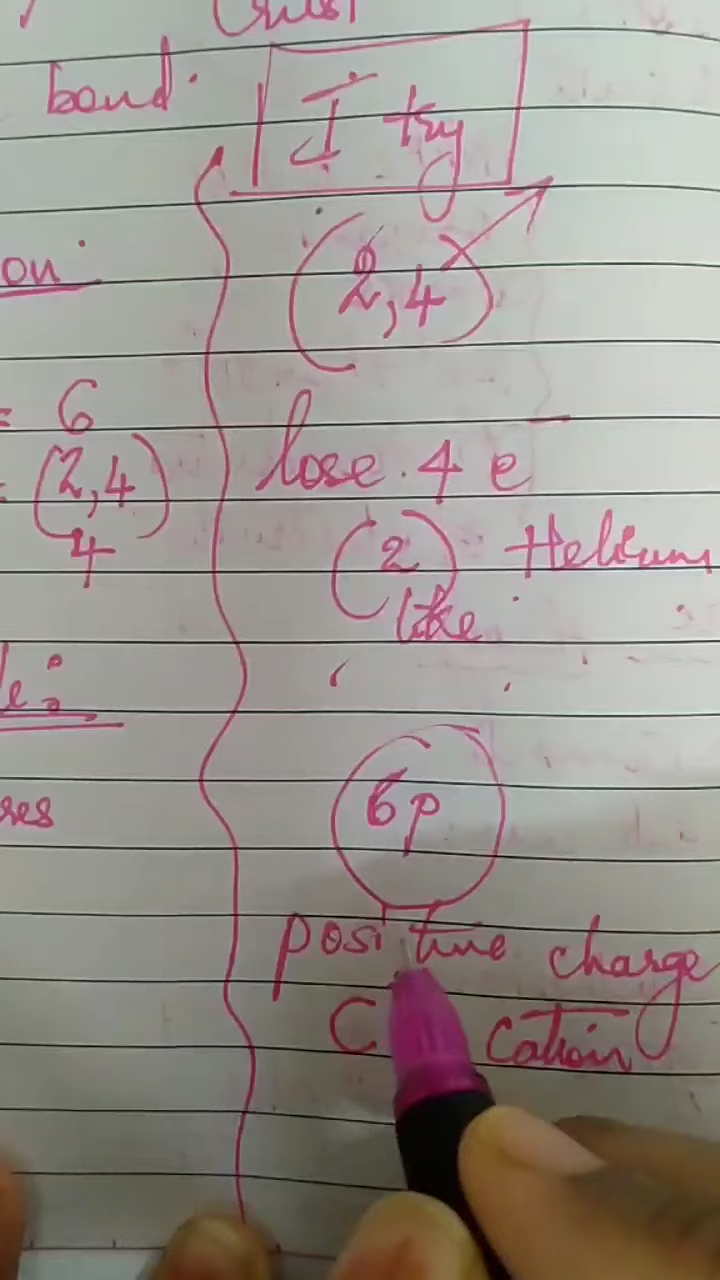 bond.
I try
on:
(2,4)
= 6
= (2,4)
4
lose 4 e⁻
(2) Helium
like
6p
positive charge
C cation